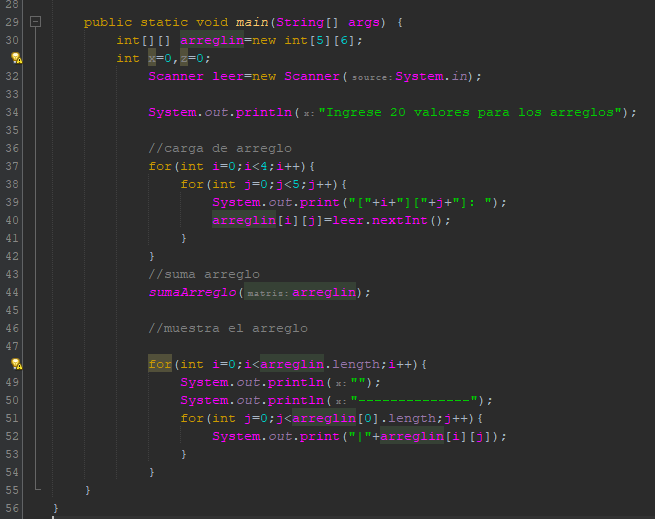 28
29 public static void main(String[] args) {
30 int[][] arreglin=new int[5][6];
int x=0,z=0;
32 Scanner leer=new Scanner( source: System.in);
33
34 System.out.println( x: "Ingrese 20 valores para los arreglos");
35
36 //carga de arreglo
37 for(int i=0;i<4;i++){
38 for(int j=0;j<5;j++){
39 System.out.print("["+i+"]["+j+"]: ");
40 arreglin[i][j]=leer.nextInt();
41 }
42 }
43 //suma arreglo
44 sumaArreglo( matris: arreglin);
45
46 //muestra el arreglo
47
for(int i=0;i<arreglin.length;i++){
49 System.out.println( x: "");
50 System.out.println( x: "--------------");
51 for(int j=0;j<arreglin[0].length;j++){
52 System.out.print("|"+arreglin[i][j]);
53 }
54 }
55 }
56 }